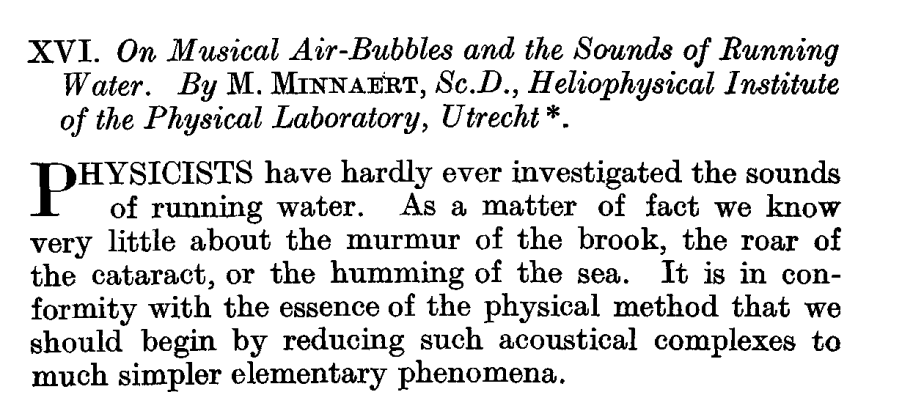 XVI. On Musical Air-Bubbles and the Sounds of Running
Water. By M. MINNAERT, Sc.D., Heliophysical Institute
of the Physical Laboratory, Utrecht *.
PHYSICISTS have hardly ever investigated the sounds
of running water. As a matter of fact we know
very little about the murmur of the brook, the roar of
the cataract, or the humming of the sea. It is in con-
formity with the essence of the physical method that we
should begin by reducing such acoustical complexes to
much simpler elementary phenomena.